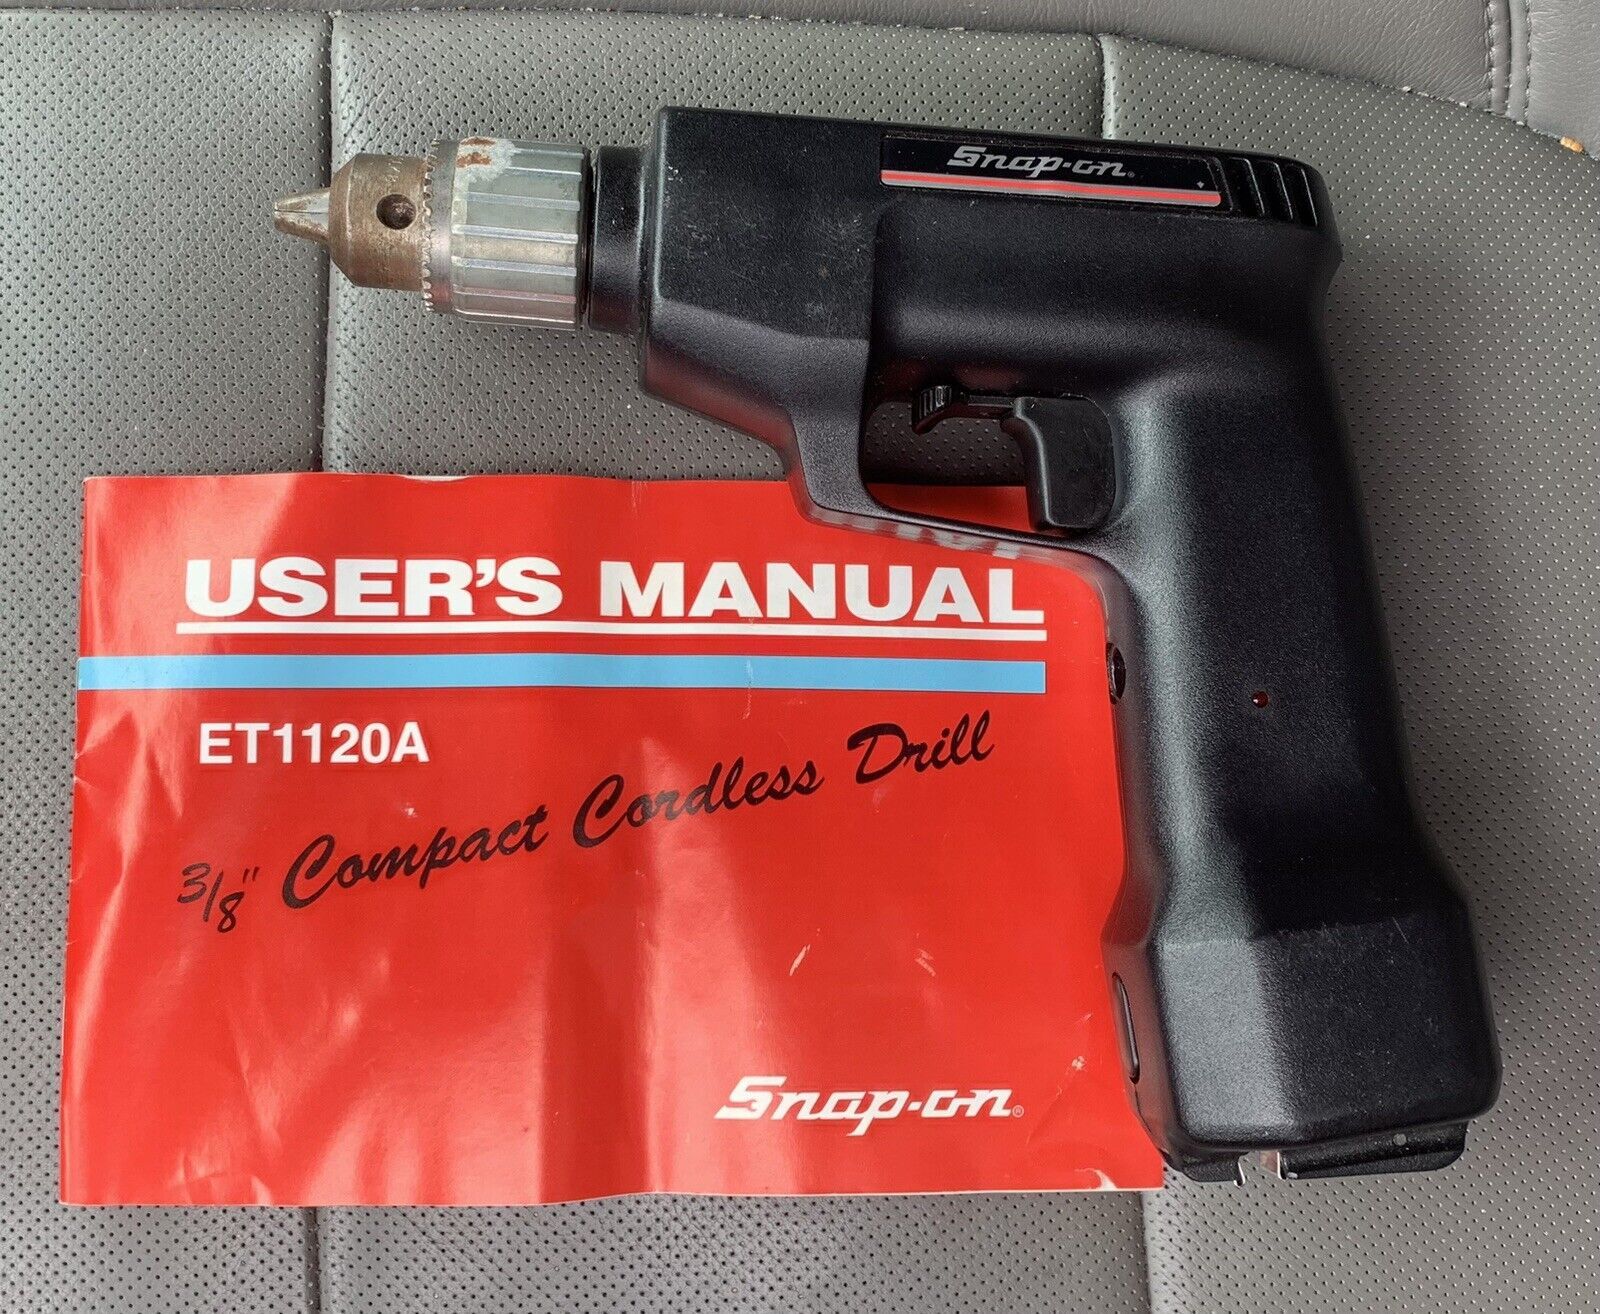 Snap-on
USER'S MANUAL
ET1120A
3/8" Compact Cordless Drill
Snap-on®